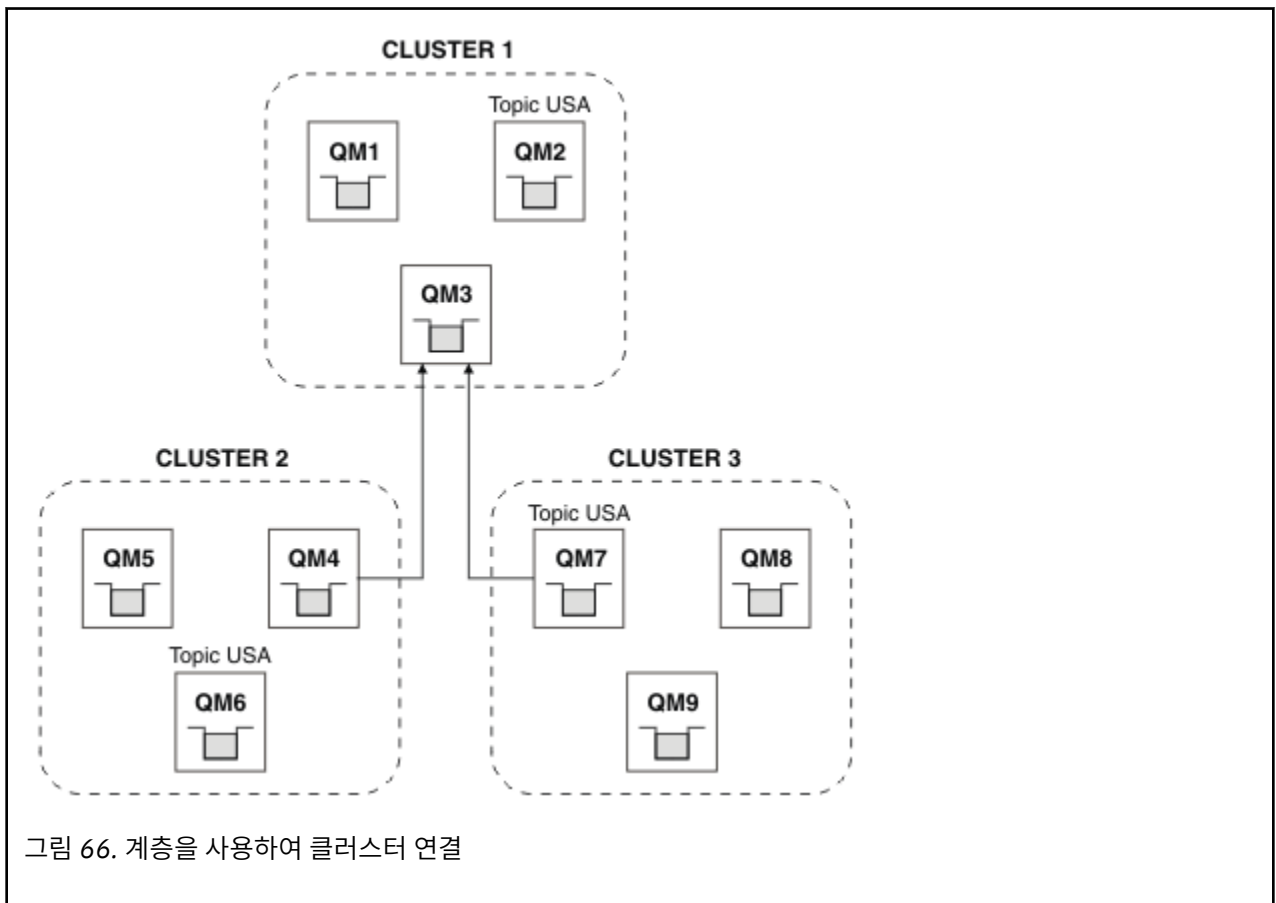 CLUSTER 1
Topic USA
QM1
QM2
QM3
CLUSTER 2
CLUSTER 3
QM5
QM4
Topic USA
QM6
Topic USA
QM7
QM8
QM9
그림 66. 계층을 사용하여 클러스터 연결